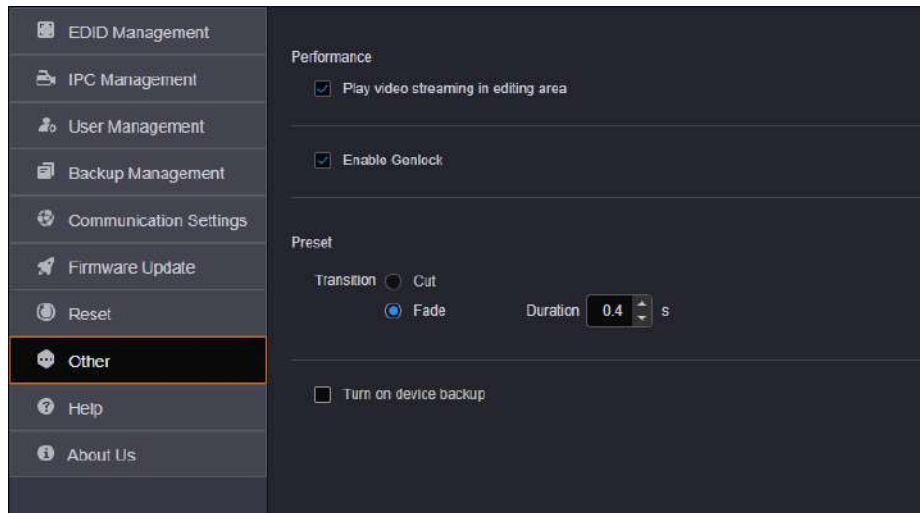 EDID Management
IPC Management
User Management
Backup Management
Communication Settings
Firmware Update
Reset
Other
Help
About Us
Performance
Play video streaming in editing area
Enable Genlock
Preset
Transition Cut
Fade Duration 0.4 s
Turn on device backup